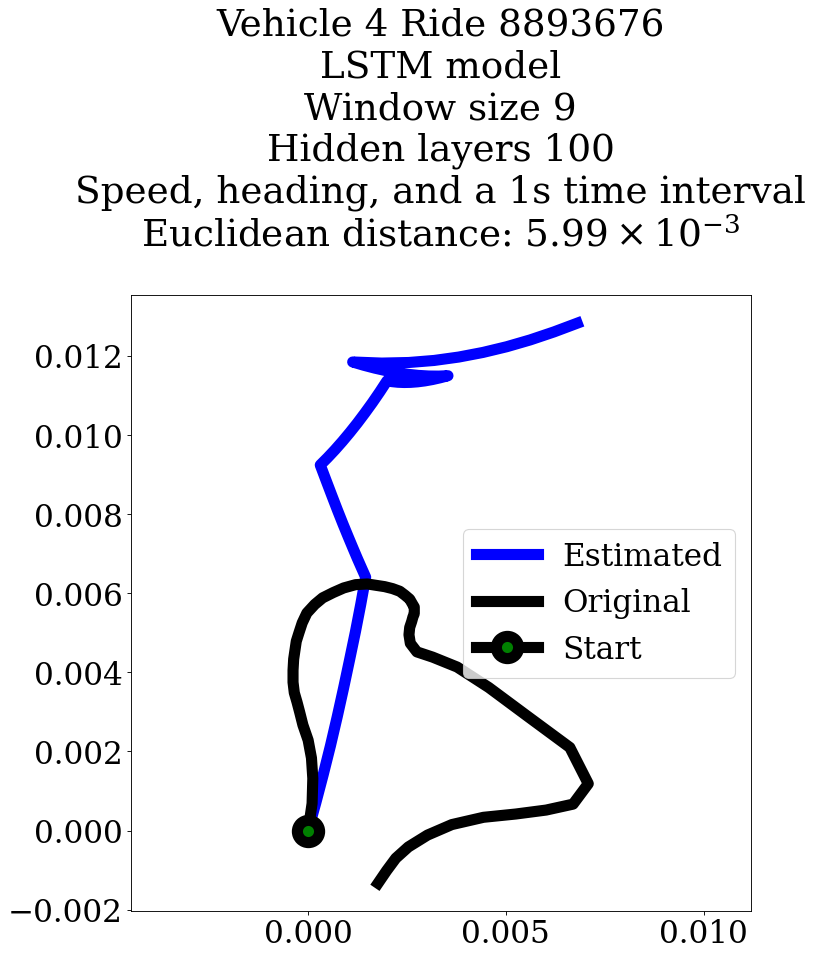 Vehicle 4 Ride 8893676
LSTM model
Window size 9
Hidden layers 100
Speed, heading, and a 1s time interval
Euclidean distance: 5.99 × 10⁻³
0.012
0.010
0.008
0.006
0.004
0.002
0.000
−0.002
Estimated
Original
Start
0.000 0.005 0.010